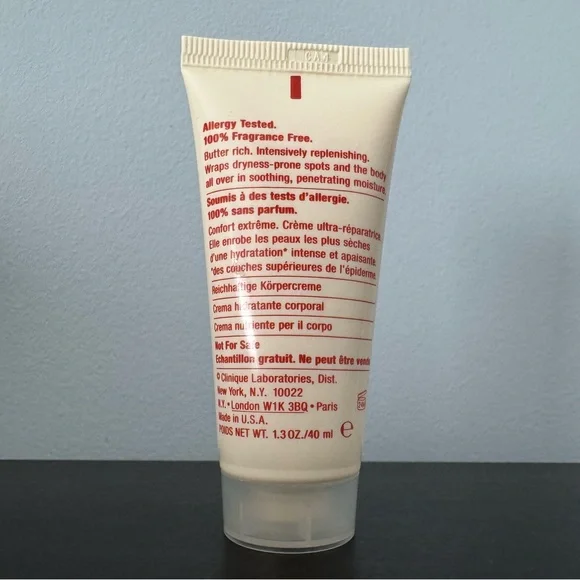 CAM
Allergy Tested.
100% Fragrance Free.
Butter rich. Intensively replenishing.
Wraps dryness-prone spots and the body
all over in soothing, penetrating moisture
Soumis à des tests d'allergie.
100% sans parfum.
Confort extrême. Crème ultra-réparatrice
Elle enrobe les peaux les plus sèches
d'une hydratation* intense et apaisante
*des couches supérieures de l'épiderme
Reichhaltige Körpercreme
Crema hidratante corporal
Crema nutriente per il corpo
Not For Sale
Echantillon gratuit. Ne peut être vendu
© Clinique Laboratories, Dist.
New York, N.Y. 10022
N.Y. • London W1K 3BQ • Paris
Made in U.S.A.
POIDS NET WT. 1.3 OZ./40 ml ℮